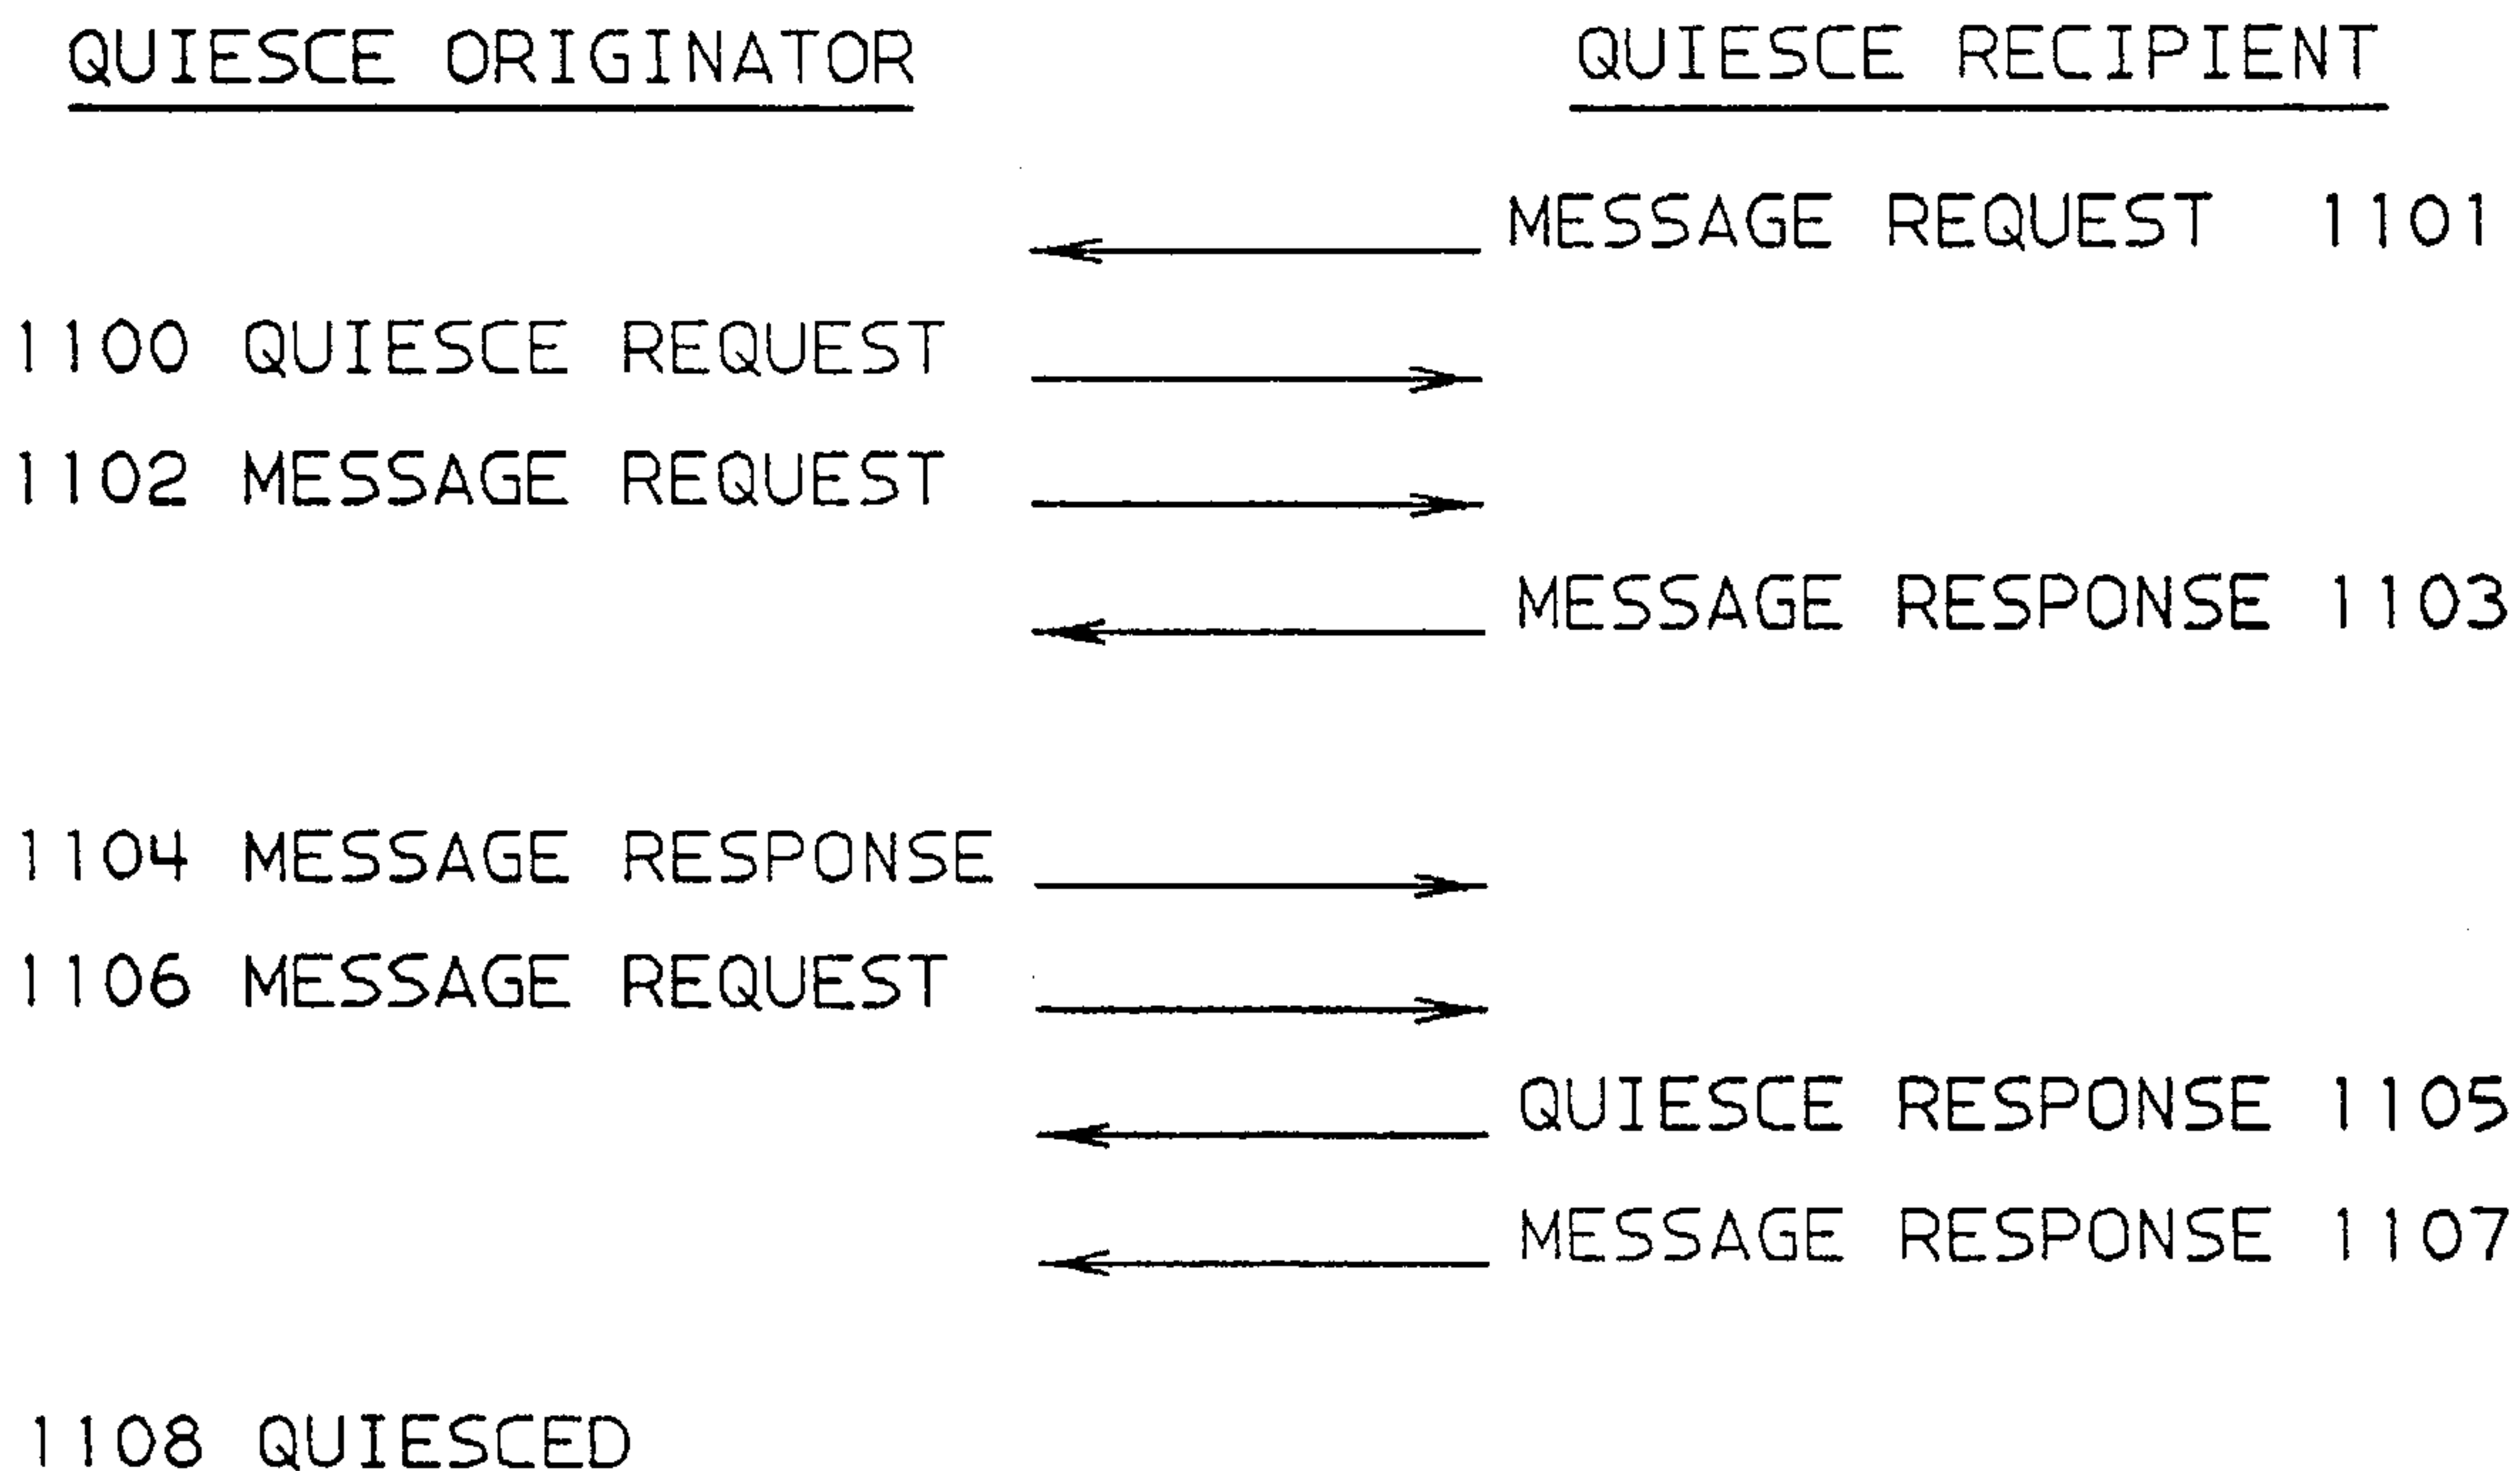 QUIESCE ORIGINATOR
QUIESCE RECIPIENT
MESSAGE REQUEST 1101
1100 QUIESCE REQUEST
1102 MESSAGE REQUEST
MESSAGE RESPONSE 1103
1104 MESSAGE RESPONSE
1106 MESSAGE REQUEST
QUIESCE RESPONSE 1105
MESSAGE RESPONSE 1107
1108 QUIESCED